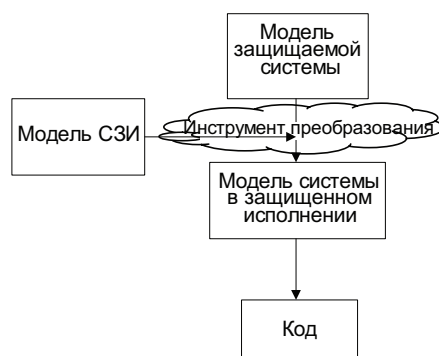 Модель
защищаемой
системы
Модель СЗИ
Инструмент преобразования
Модель системы
в защищенном
исполнении
Код